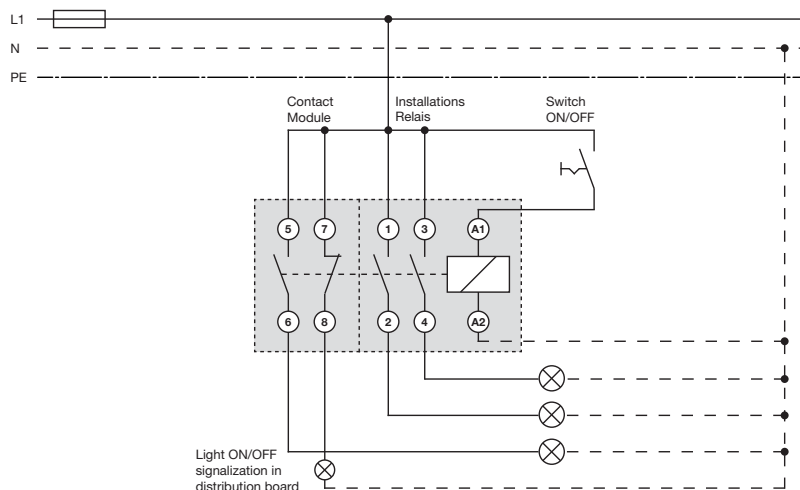 L1
N
PE
Contact
Module
Installations
Relais
Switch
ON/OFF
5 7 1 3 A1
6 8 2 4 A2
Light ON/OFF
signalization in
distribution board